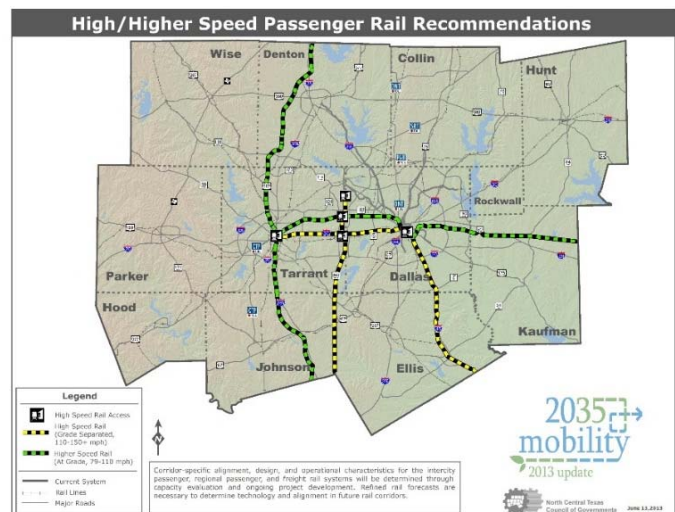 High/Higher Speed Passenger Rail Recommendations
Wise
Denton
Collin
Hunt
Rockwall
Parker
Tarrant
Dallas
Hood
Johnson
Ellis
Kaufman
Legend
High Speed Rail Access
High Speed Rail
(Grade Separated,
110-150+ mph)
Higher Speed Rail
(At Grade, 79-110 mph)
Current System
Rail Lines
Major Roads
N
Corridor-specific alignment, design, and operational characteristics for the intercity
passenger, regional passenger, and freight rail systems will be determined through
capacity evaluation and ongoing project development. Refined rail forecasts are
necessary to determine technology and alignment in future rail corridors.
2035
mobility
2013 update
North Central Texas
Council of Governments
June 13,2013